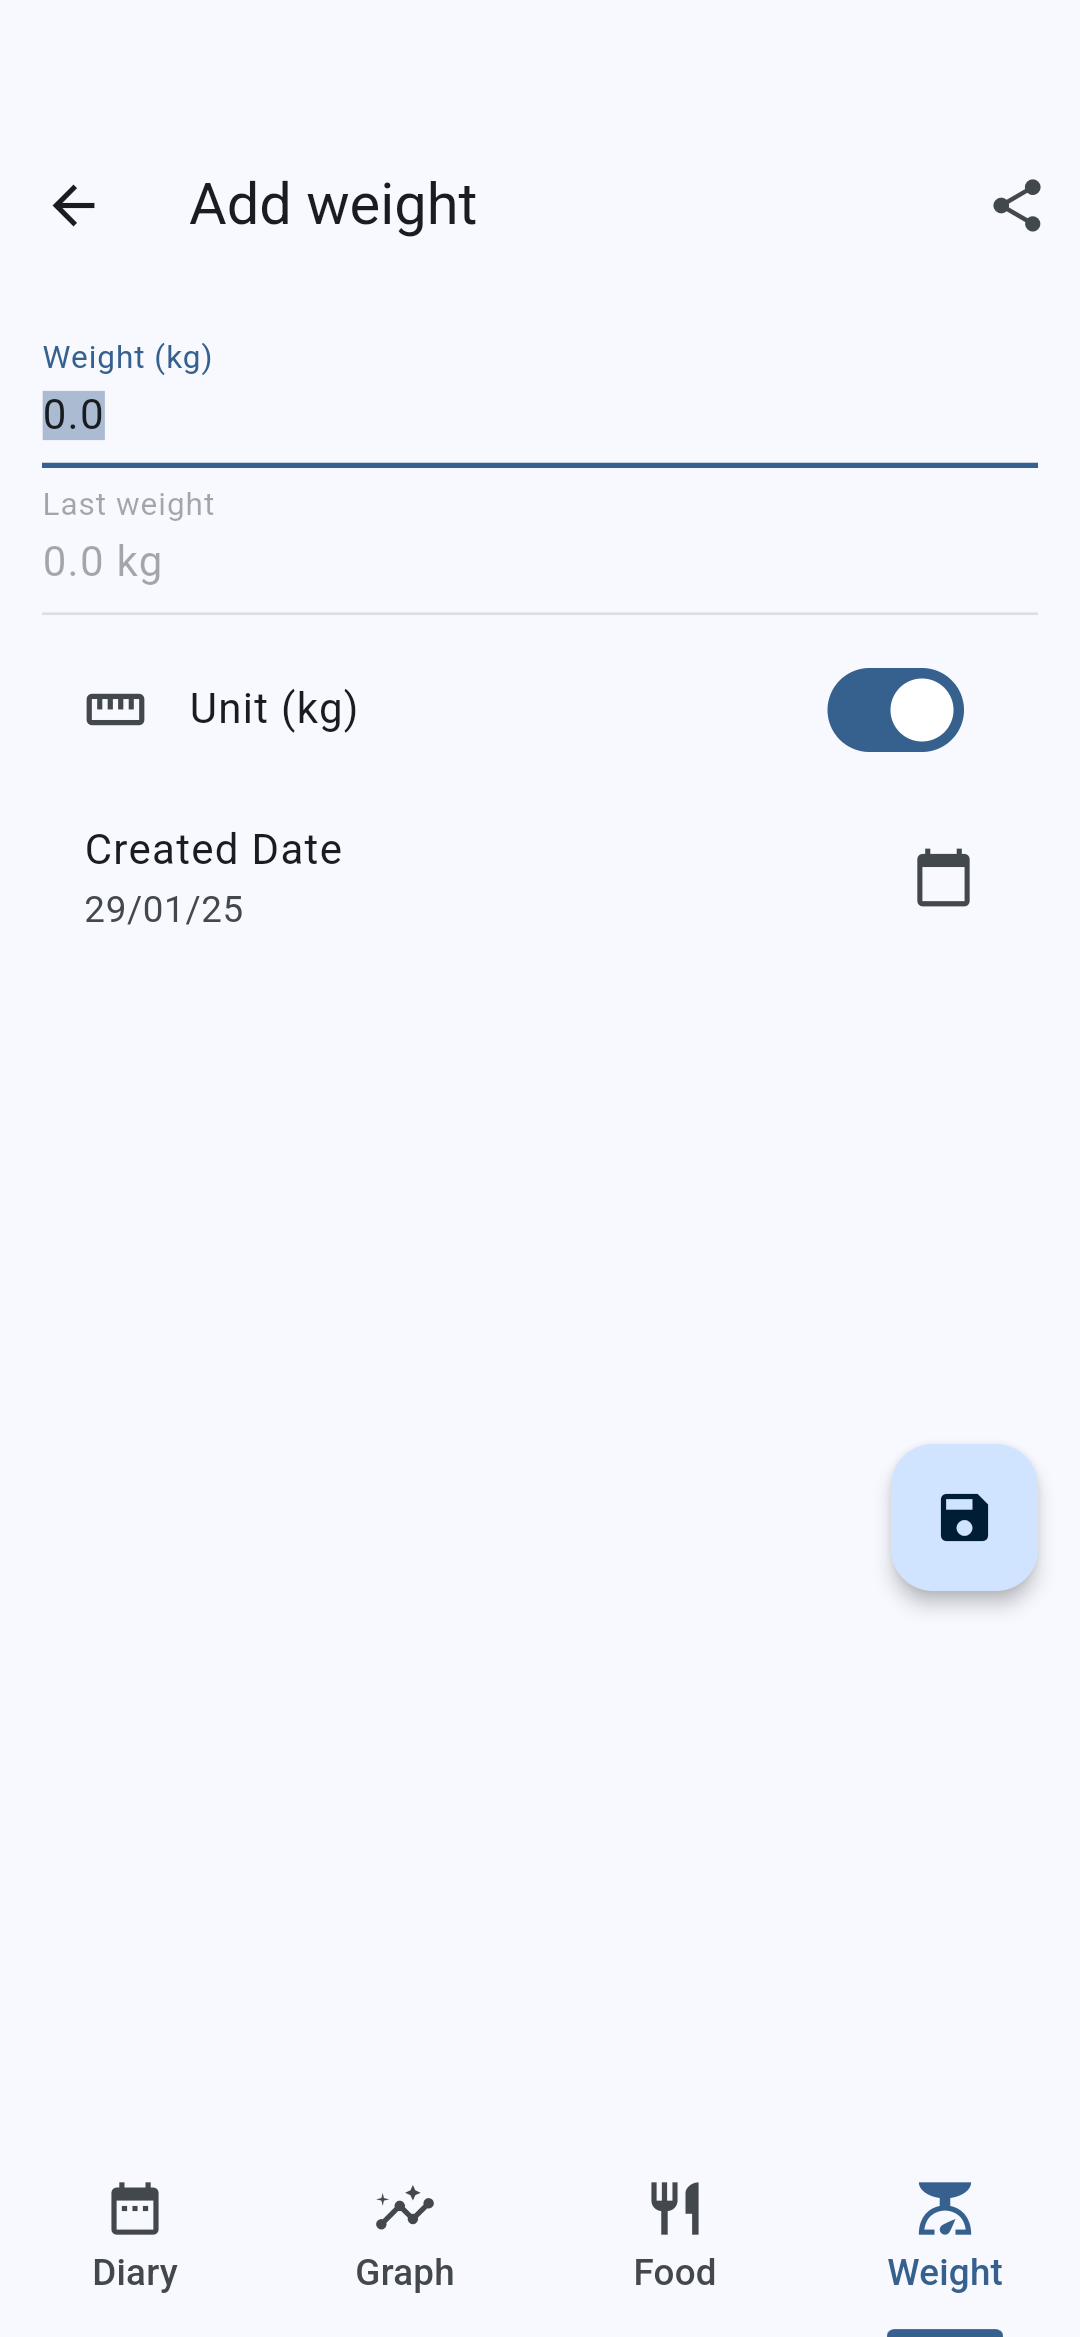 Add weight
Weight (kg)
0.0
Last weight
0.0 kg
Unit (kg)
Created Date
29/01/25
Diary
Graph
Food
Weight